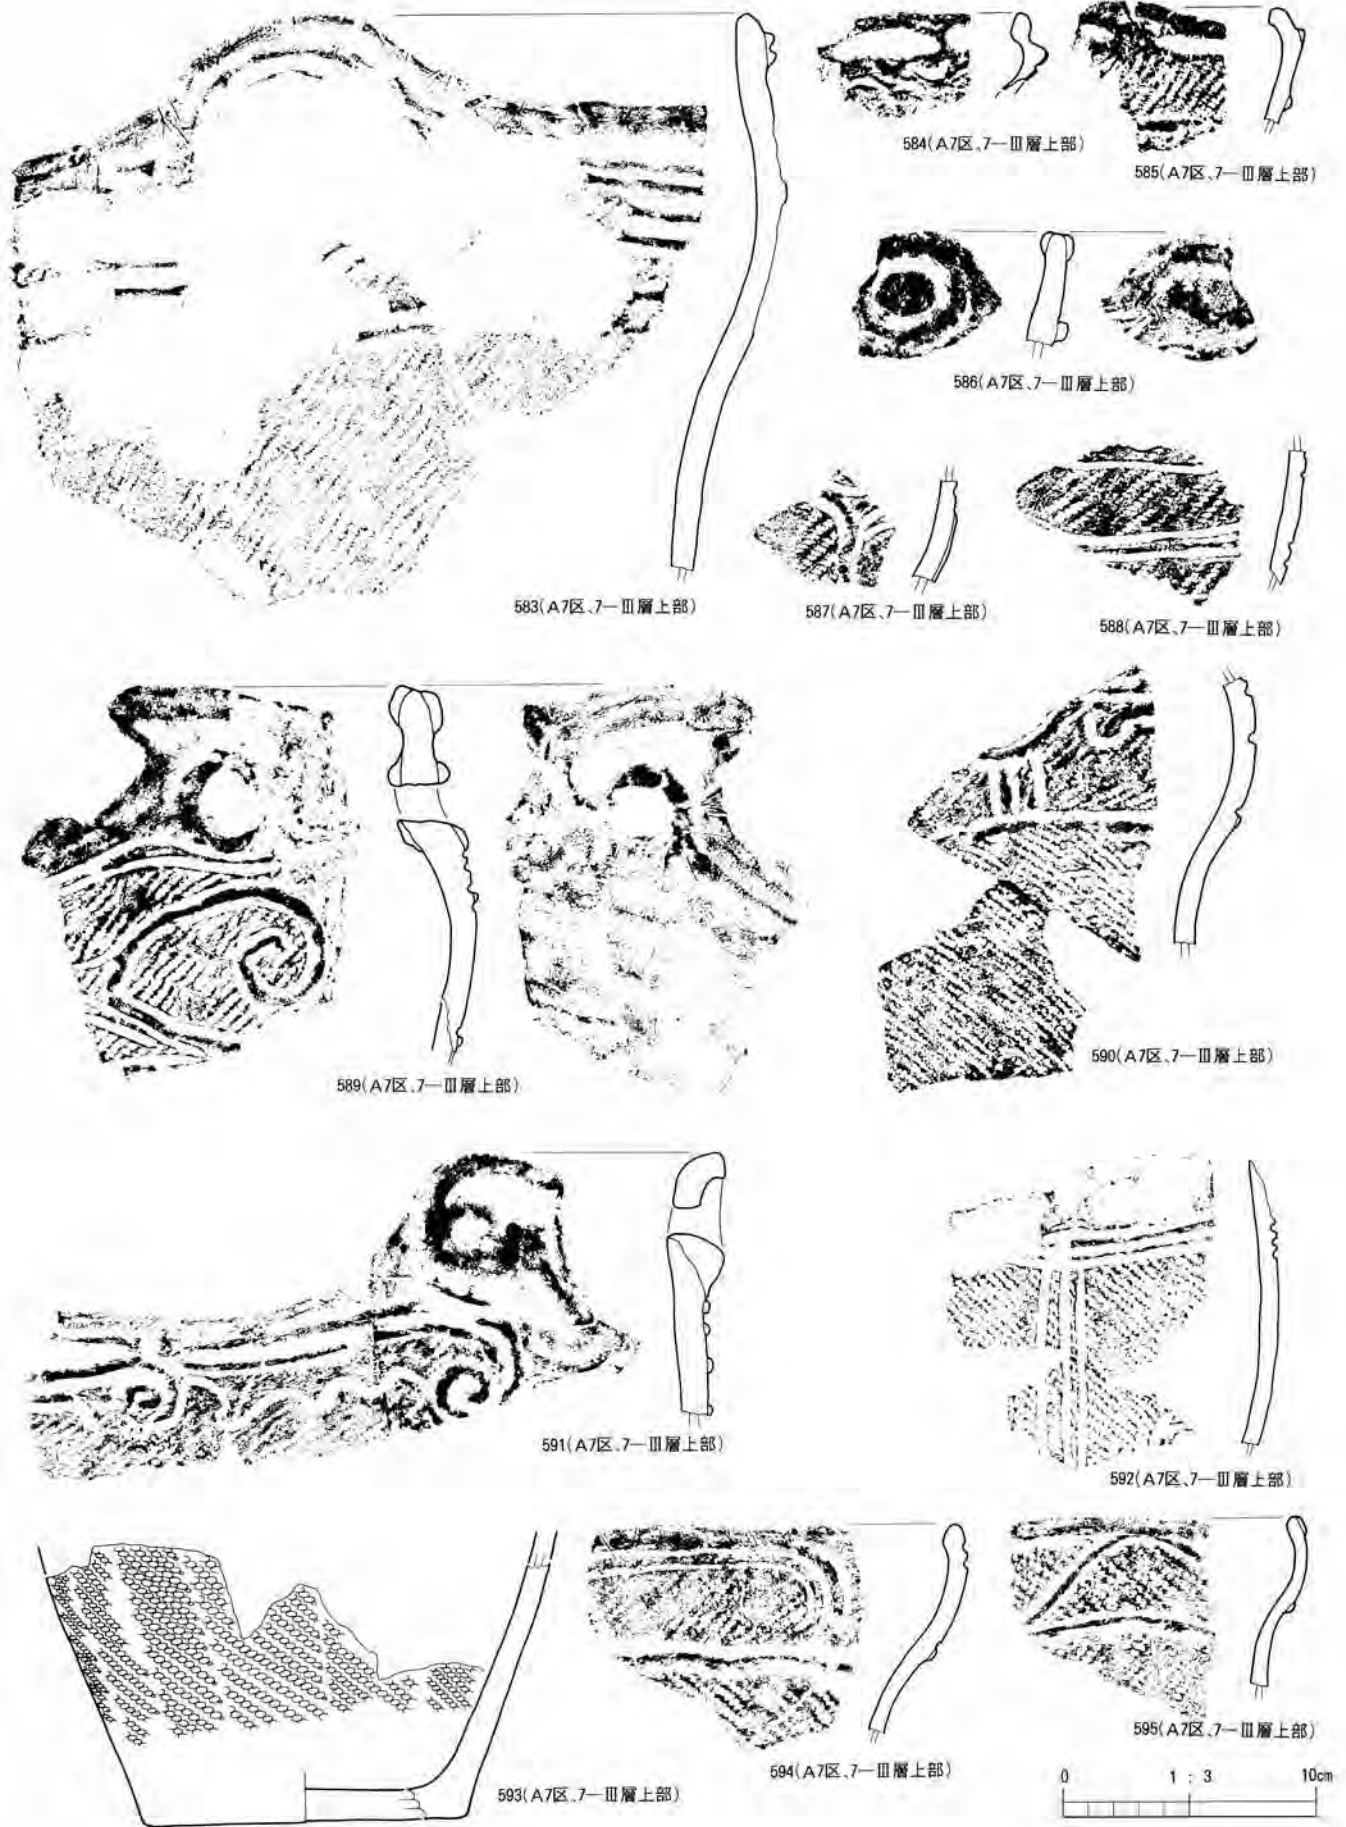 584(A7区、7—Ⅲ層上部)
585(A7区、7—Ⅲ層上部)
586(A7区、7—Ⅲ層上部)
583(A7区、7—Ⅲ層上部)
587(A7区、7—Ⅲ層上部)
588(A7区、7—Ⅲ層上部)
589(A7区、7—Ⅲ層上部)
590(A7区、7—Ⅲ層上部)
591(A7区、7—Ⅲ層上部)
592(A7区、7—Ⅲ層上部)
593(A7区、7—Ⅲ層上部)
594(A7区、7—Ⅲ層上部)
595(A7区、7—Ⅲ層上部)
0 1 : 3 10cm